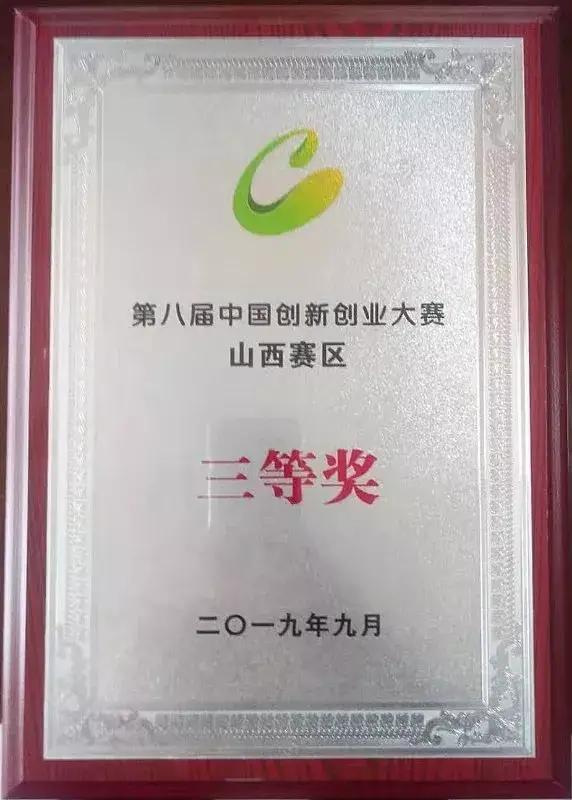 第八届中国创新创业大赛
山西赛区
三等奖
二〇一九年九月